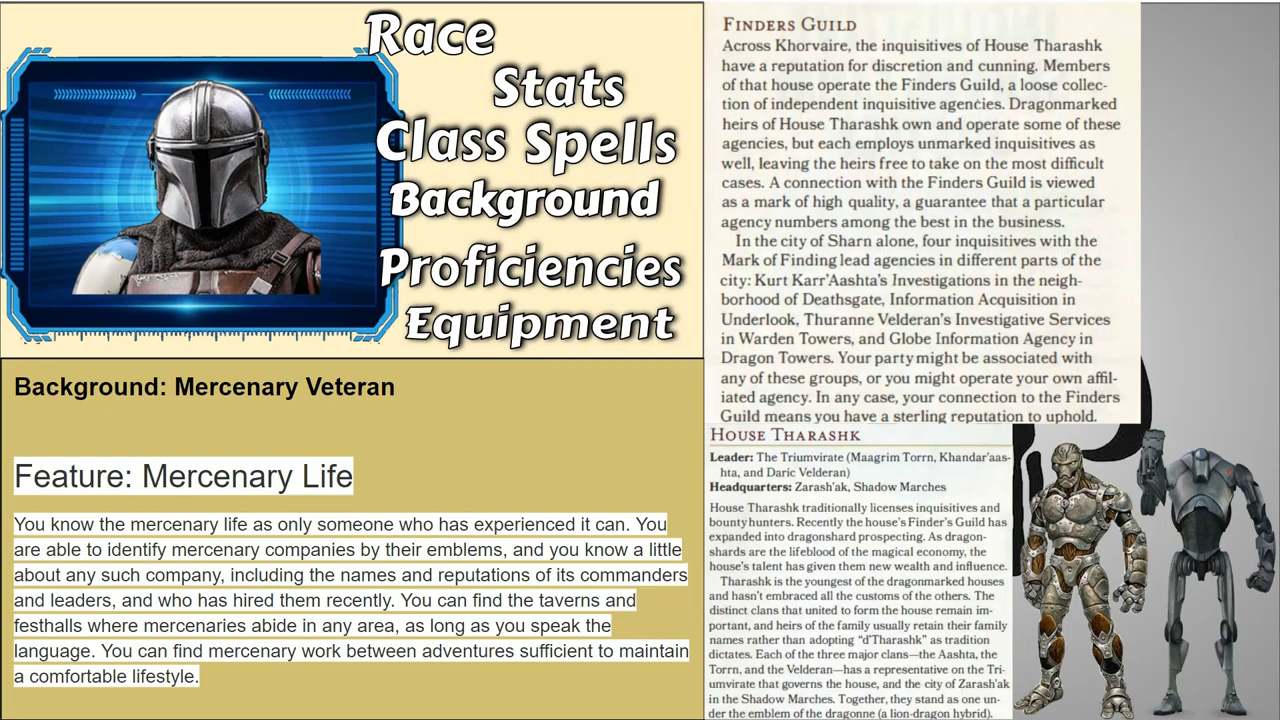 Race
Stats
Class Spells
Background
Proficiencies
Equipment
Background: Mercenary Veteran
Feature: Mercenary Life
You know the mercenary life as only someone who has experienced it can. You
are able to identify mercenary companies by their emblems, and you know a little
about any such company, including the names and reputations of its commanders
and leaders, and who has hired them recently. You can find the taverns and
festhalls where mercenaries abide in any area, as long as you speak the
language. You can find mercenary work between adventures sufficient to maintain
a comfortable lifestyle.
Finders Guild
Across Khorvaire, the inquisitives of House Tharashk
have a reputation for discretion and cunning. Members
of that house operate the Finders Guild, a loose collec-
tion of independent inquisitive agencies. Dragonmarked
heirs of House Tharashk own and operate some of these
agencies, but each employs unmarked inquisitives as
well, leaving the heirs free to take on the most difficult
cases. A connection with the Finders Guild is viewed
as a mark of high quality, a guarantee that a particular
agency numbers among the best in the business.
In the city of Sharn alone, four inquisitives with the
Mark of Finding lead agencies in different parts of the
city: Kurt Karr'Aashta's Investigations in the neigh-
borhood of Deathsgate, Information Acquisition in
Underlook, Thuranne Velderan's Investigative Services
in Warden Towers, and Globe Information Agency in
Dragon Towers. Your party might be associated with
any of these groups, or you might operate your own affil-
iated agency. In any case, your connection to the Finders
Guild means you have a sterling reputation to uphold.
House Tharashk
Leader: The Triumvirate (Maagrim Torrn, Khandar'aas-
hta, and Daric Velderan)
Headquarters: Zarash'ak, Shadow Marches
House Tharashk traditionally licenses inquisitives and
bounty hunters. Recently the house's Finder's Guild has
expanded into dragonshard prospecting. As dragon-
shards are the lifeblood of the magical economy, the
house's talent has given them new wealth and influence.
Tharashk is the youngest of the dragonmarked houses
and hasn't embraced all the customs of the others. The
distinct clans that united to form the house remain im-
portant, and heirs of the family usually retain their family
names rather than adopting "d'Tharashk" as tradition
dictates. Each of the three major clans—the Aashta, the
Torrn, and the Velderan—has a representative on the Tri-
umvirate that governs the house, and the city of Zarash'ak
in the Shadow Marches. Together, they stand as one un-
der the emblem of the dragonne (a lion-dragon hybrid).